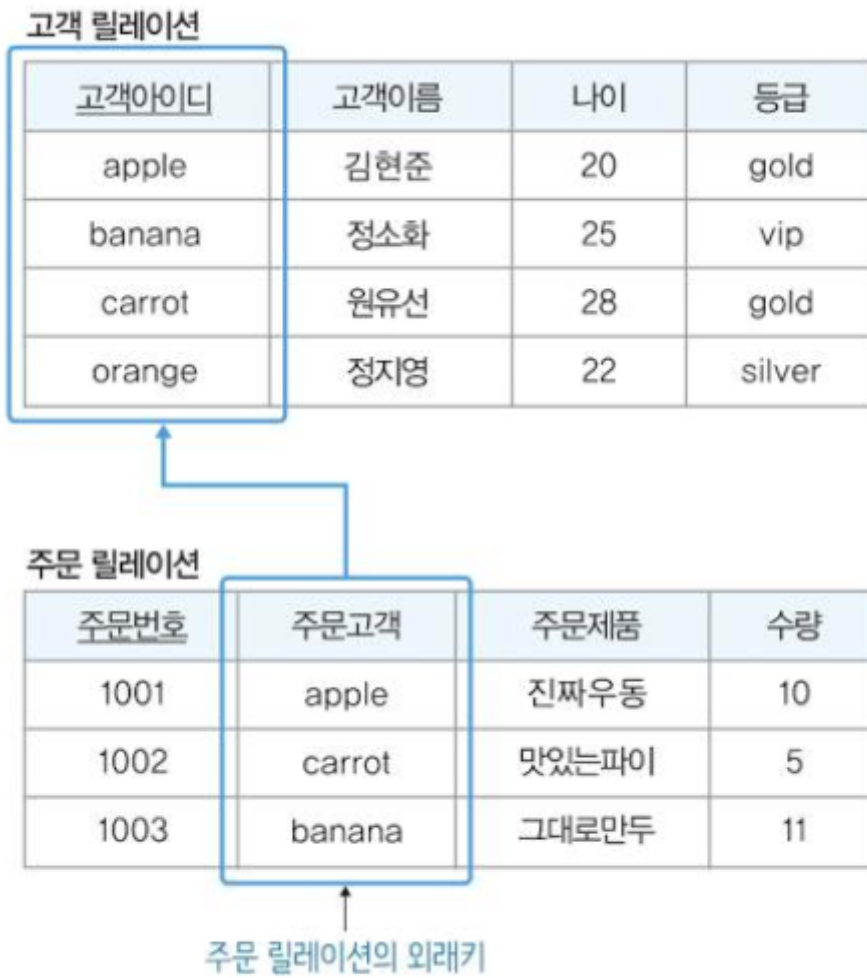 고객 릴레이션
고객아이디 고객이름 나이 등급
apple 김현준 20 gold
banana 정소화 25 vip
carrot 원유선 28 gold
orange 정지영 22 silver
주문 릴레이션
주문번호 주문고객 주문제품 수량
1001 apple 진짜우동 10
1002 carrot 맛있는파이 5
1003 banana 그대로만두 11
주문 릴레이션의 외래키